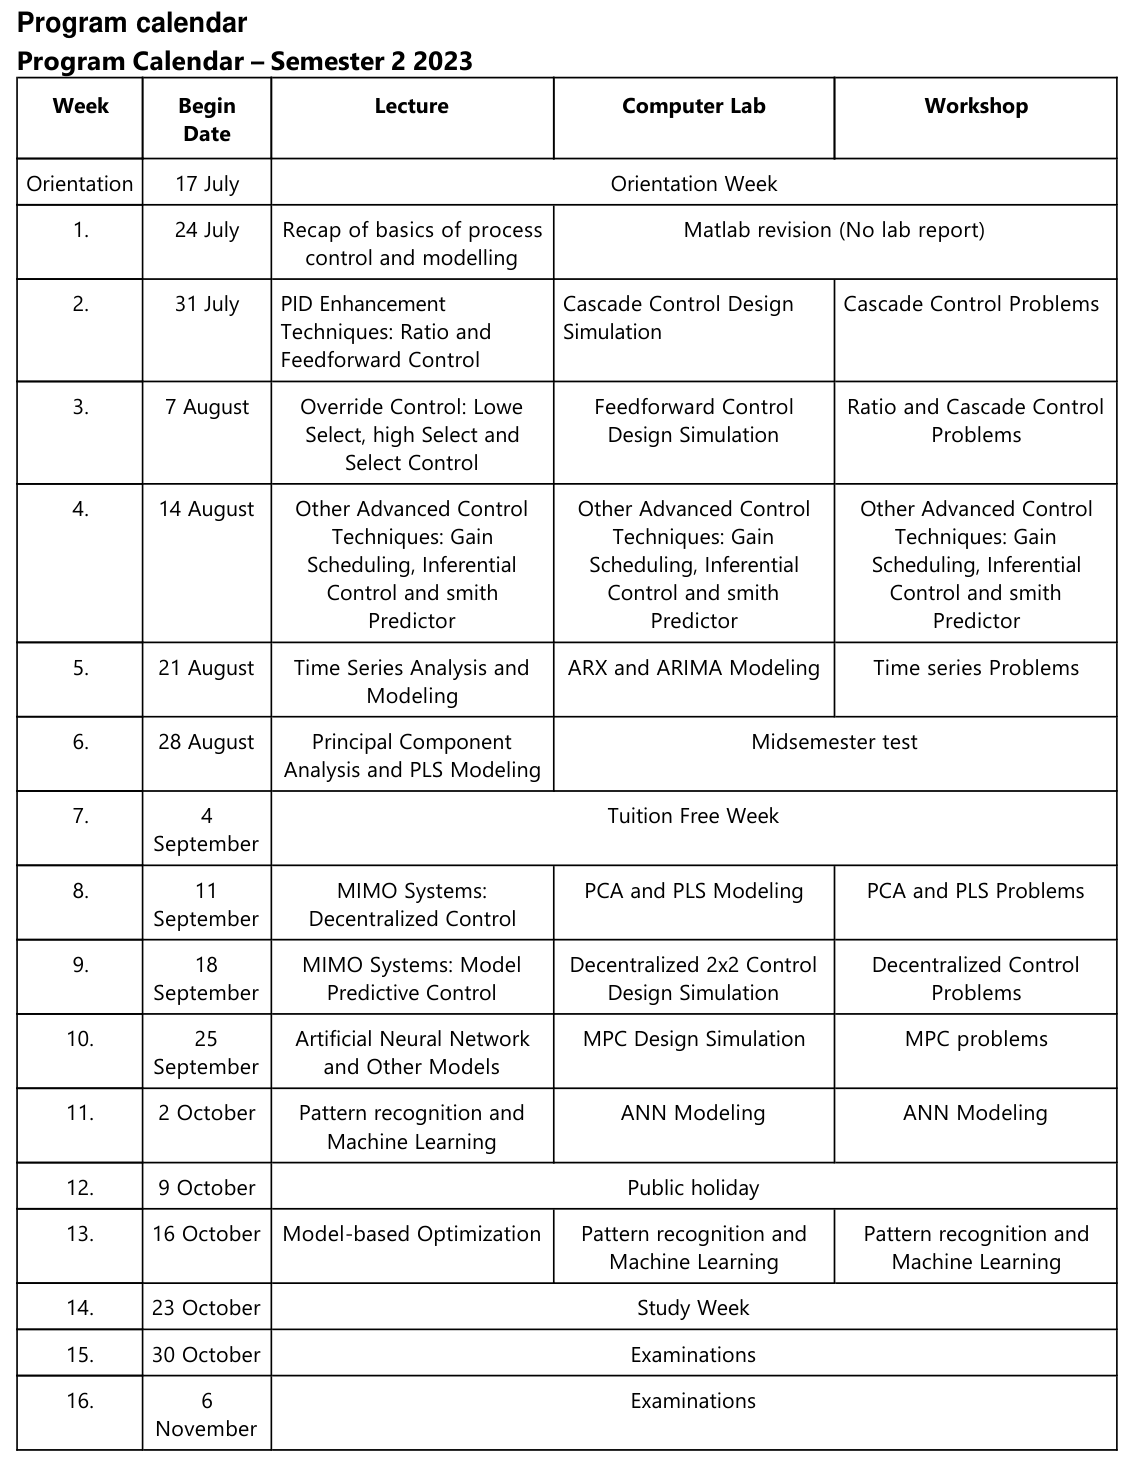 Program calendar
Program Calendar – Semester 2 2023
Week
Begin
Date
Lecture
Computer Lab
Workshop
Orientation
17 July
Orientation Week
1.
24 July
Recap of basics of process
control and modelling
Matlab revision (No lab report)
2.
31 July
PID Enhancement
Techniques: Ratio and
Feedforward Control
Cascade Control Design
Simulation
Cascade Control Problems
3.
7 August
Override Control: Lowe
Select, high Select and
Select Control
Feedforward Control
Design Simulation
Ratio and Cascade Control
Problems
4.
14 August
Other Advanced Control
Techniques: Gain
Scheduling, Inferential
Control and smith
Predictor
Other Advanced Control
Techniques: Gain
Scheduling, Inferential
Control and smith
Predictor
Other Advanced Control
Techniques: Gain
Scheduling, Inferential
Control and smith
Predictor
5.
21 August
Time Series Analysis and
Modeling
ARX and ARIMA Modeling
Time series Problems
6.
28 August
Principal Component
Analysis and PLS Modeling
Midsemester test
7.
4
September
Tuition Free Week
8.
11
September
MIMO Systems:
Decentralized Control
PCA and PLS Modeling
PCA and PLS Problems
9.
18
September
MIMO Systems: Model
Predictive Control
Decentralized 2x2 Control
Design Simulation
Decentralized Control
Problems
10.
25
September
Artificial Neural Network
and Other Models
MPC Design Simulation
MPC problems
11.
2 October
Pattern recognition and
Machine Learning
ANN Modeling
ANN Modeling
12.
9 October
Public holiday
13.
16 October
Model-based Optimization
Pattern recognition and
Machine Learning
Pattern recognition and
Machine Learning
14.
23 October
Study Week
15.
30 October
Examinations
16.
6
November
Examinations